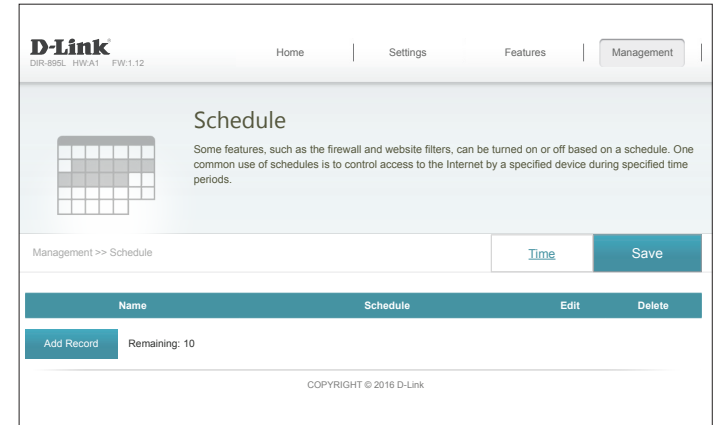 D-Link
DIR-895L HW:A1 FW:1.12
Home
Settings
Features
Management
Schedule
Some features, such as the firewall and website filters, can be turned on or off based on a schedule. One
common use of schedules is to control access to the Internet by a specified device during specified time
periods.
Management >> Schedule
Time
Save
Name
Schedule
Edit
Delete
Add Record
Remaining: 10
COPYRIGHT © 2016 D-Link